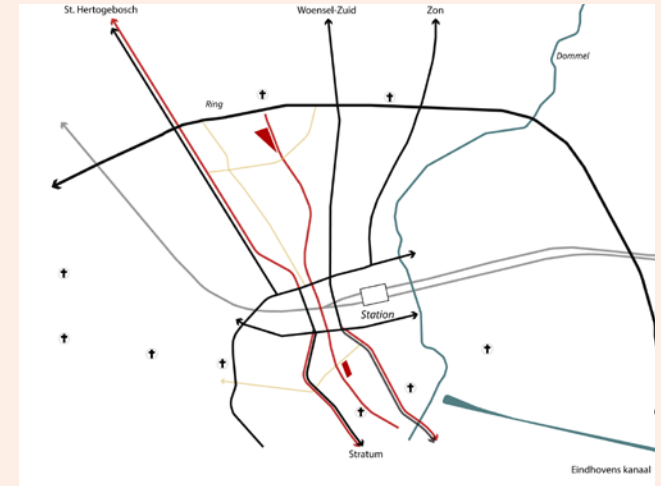 St. Hertogebosch
Woensel-Zuid
Zon
Dommel
Ring
Station
Stratum
Eindhovens kanaal